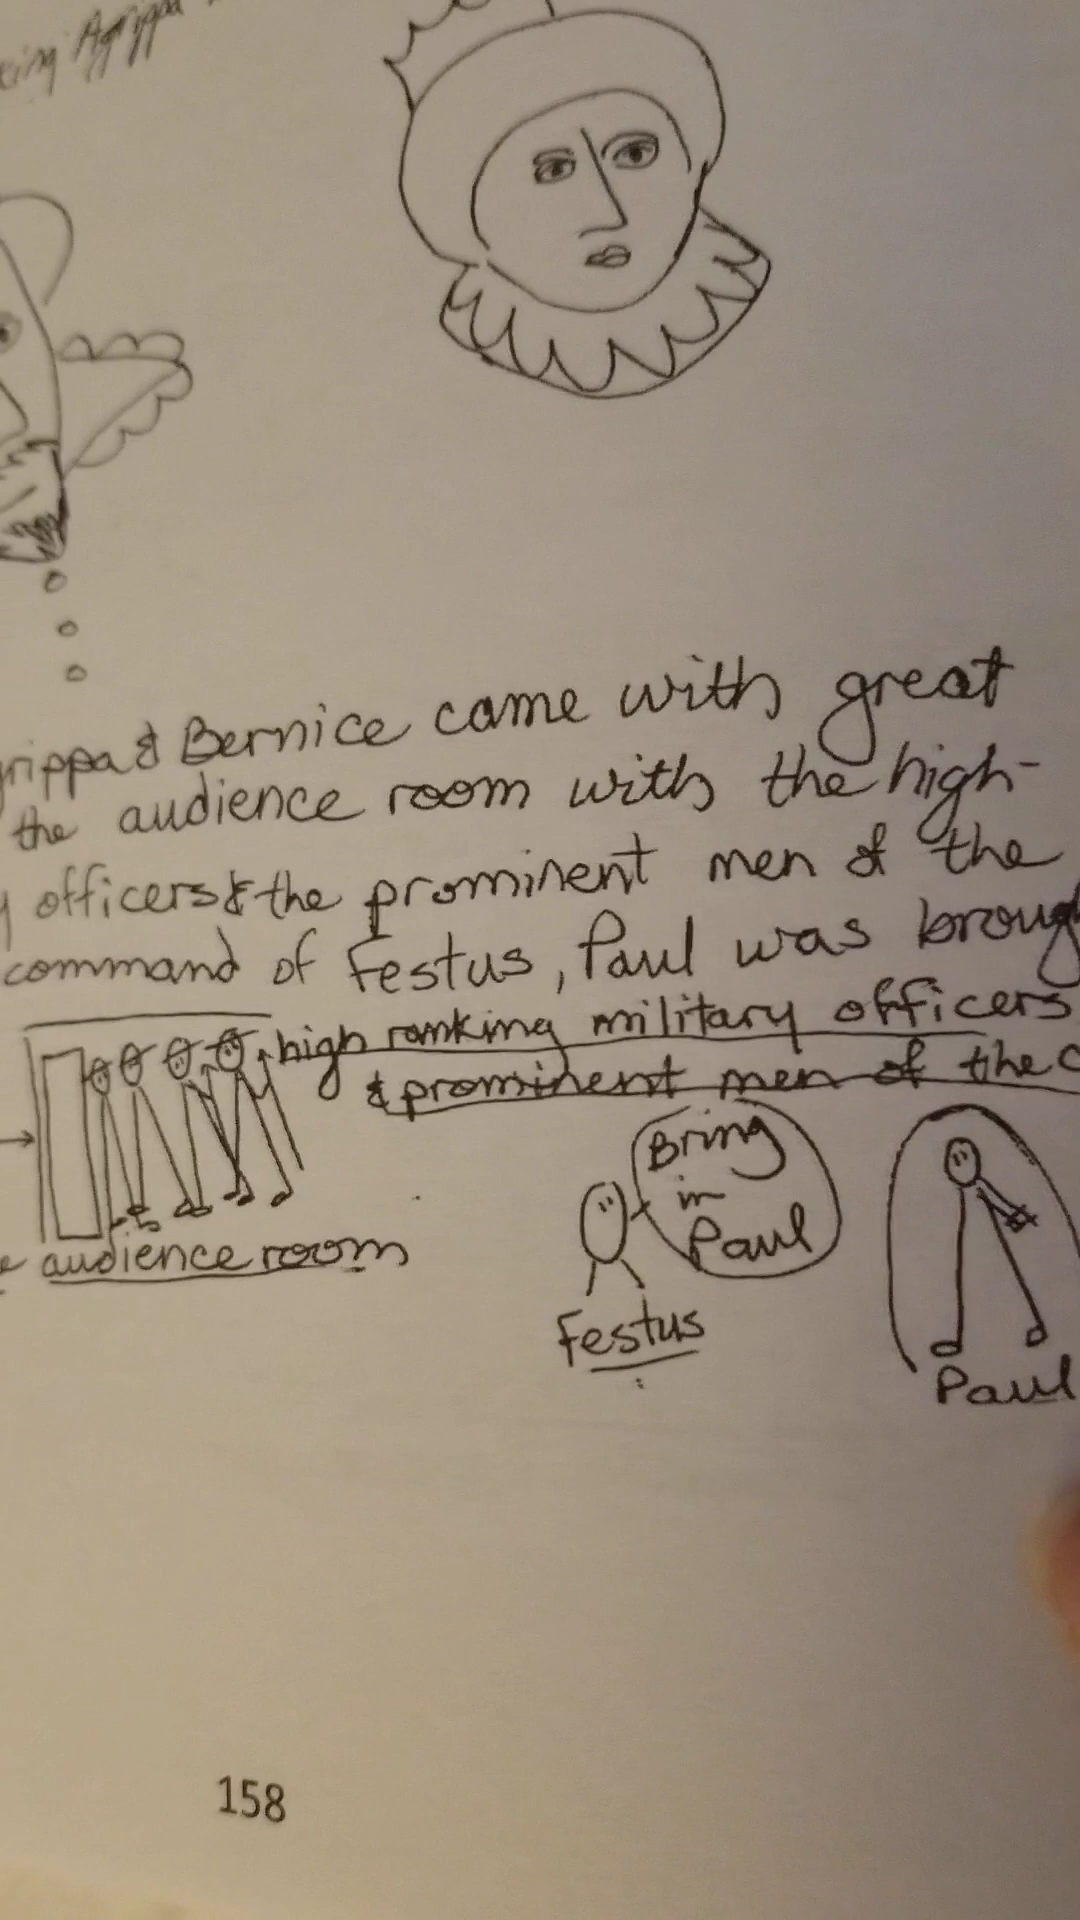 king Agrippa
grippa & Bernice came with great
the audience room with the high-
officers & the prominent men of the
command of Festus, Paul was broug
high ranking military officers
& prominent men of the c
Bring
in
Paul
audience room
Festus
Paul
158